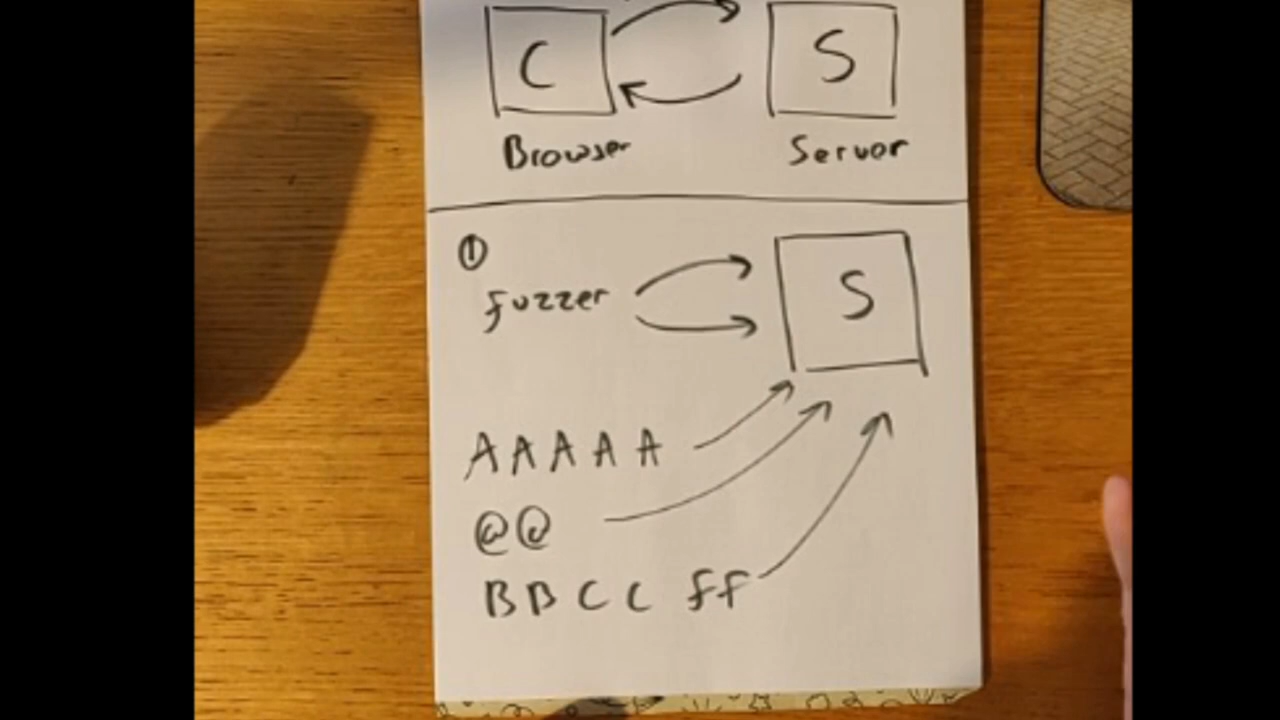 C S
Browser Server
①
fuzzer S
AAAAA
@@
BBCC ff